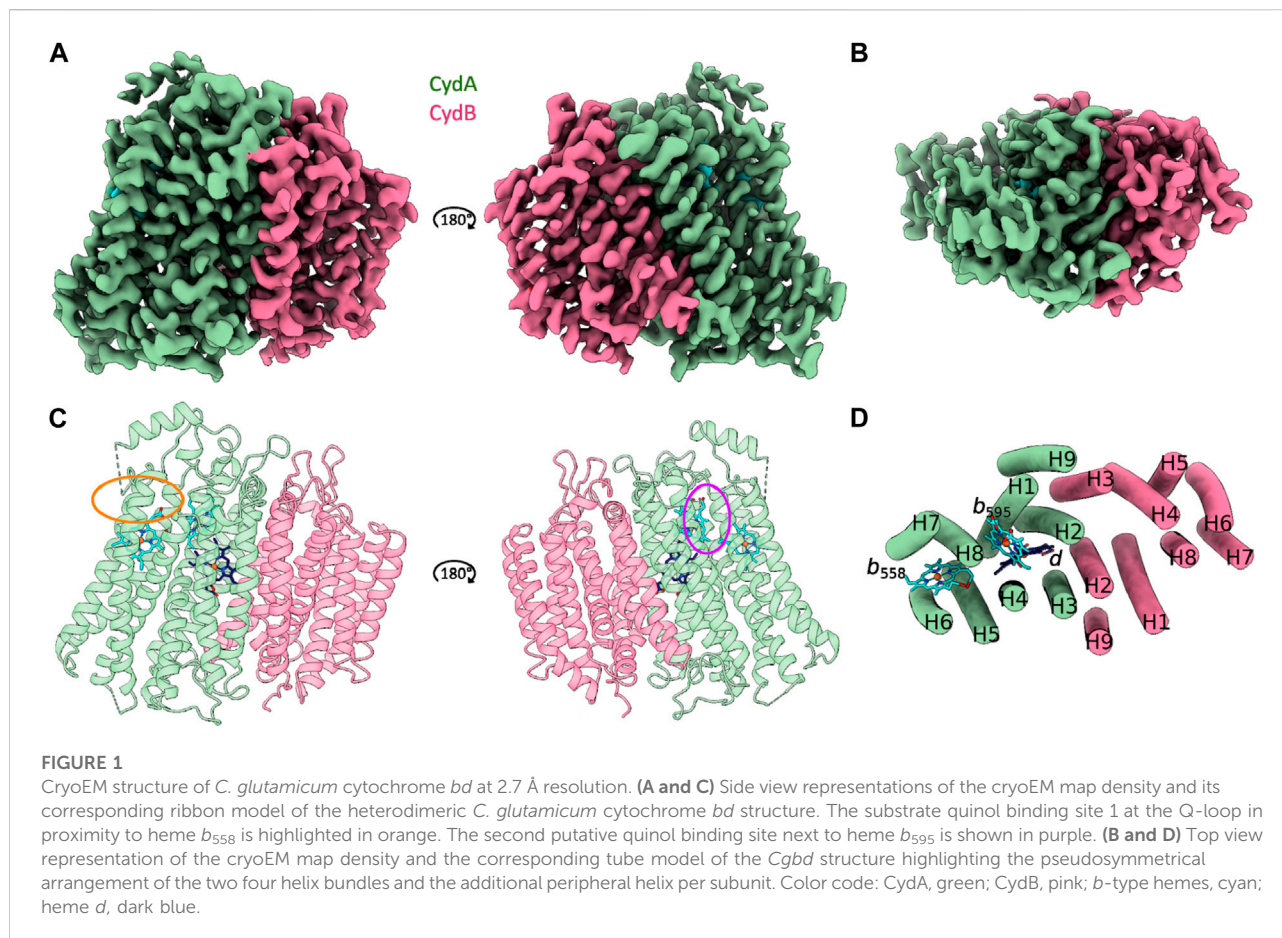 A
CydA
CydB
B
180°
C
180°
D
H9
H5
H1
H3
b595
H4
H6
H7
H2
H8
H7
H8
d
b558
H4
H3
H2
H6
H5
H1
H9
FIGURE 1
CryoEM structure of C. glutamicum cytochrome bd at 2.7 Å resolution. (A and C) Side view representations of the cryoEM map density and its
corresponding ribbon model of the heterodimeric C. glutamicum cytochrome bd structure. The substrate quinol binding site 1 at the Q-loop in
proximity to heme b558 is highlighted in orange. The second putative quinol binding site next to heme b595 is shown in purple. (B and D) Top view
representation of the cryoEM map density and the corresponding tube model of the Cgbd structure highlighting the pseudosymmetrical
arrangement of the two four helix bundles and the additional peripheral helix per subunit. Color code: CydA, green; CydB, pink; b-type hemes, cyan;
heme d, dark blue.